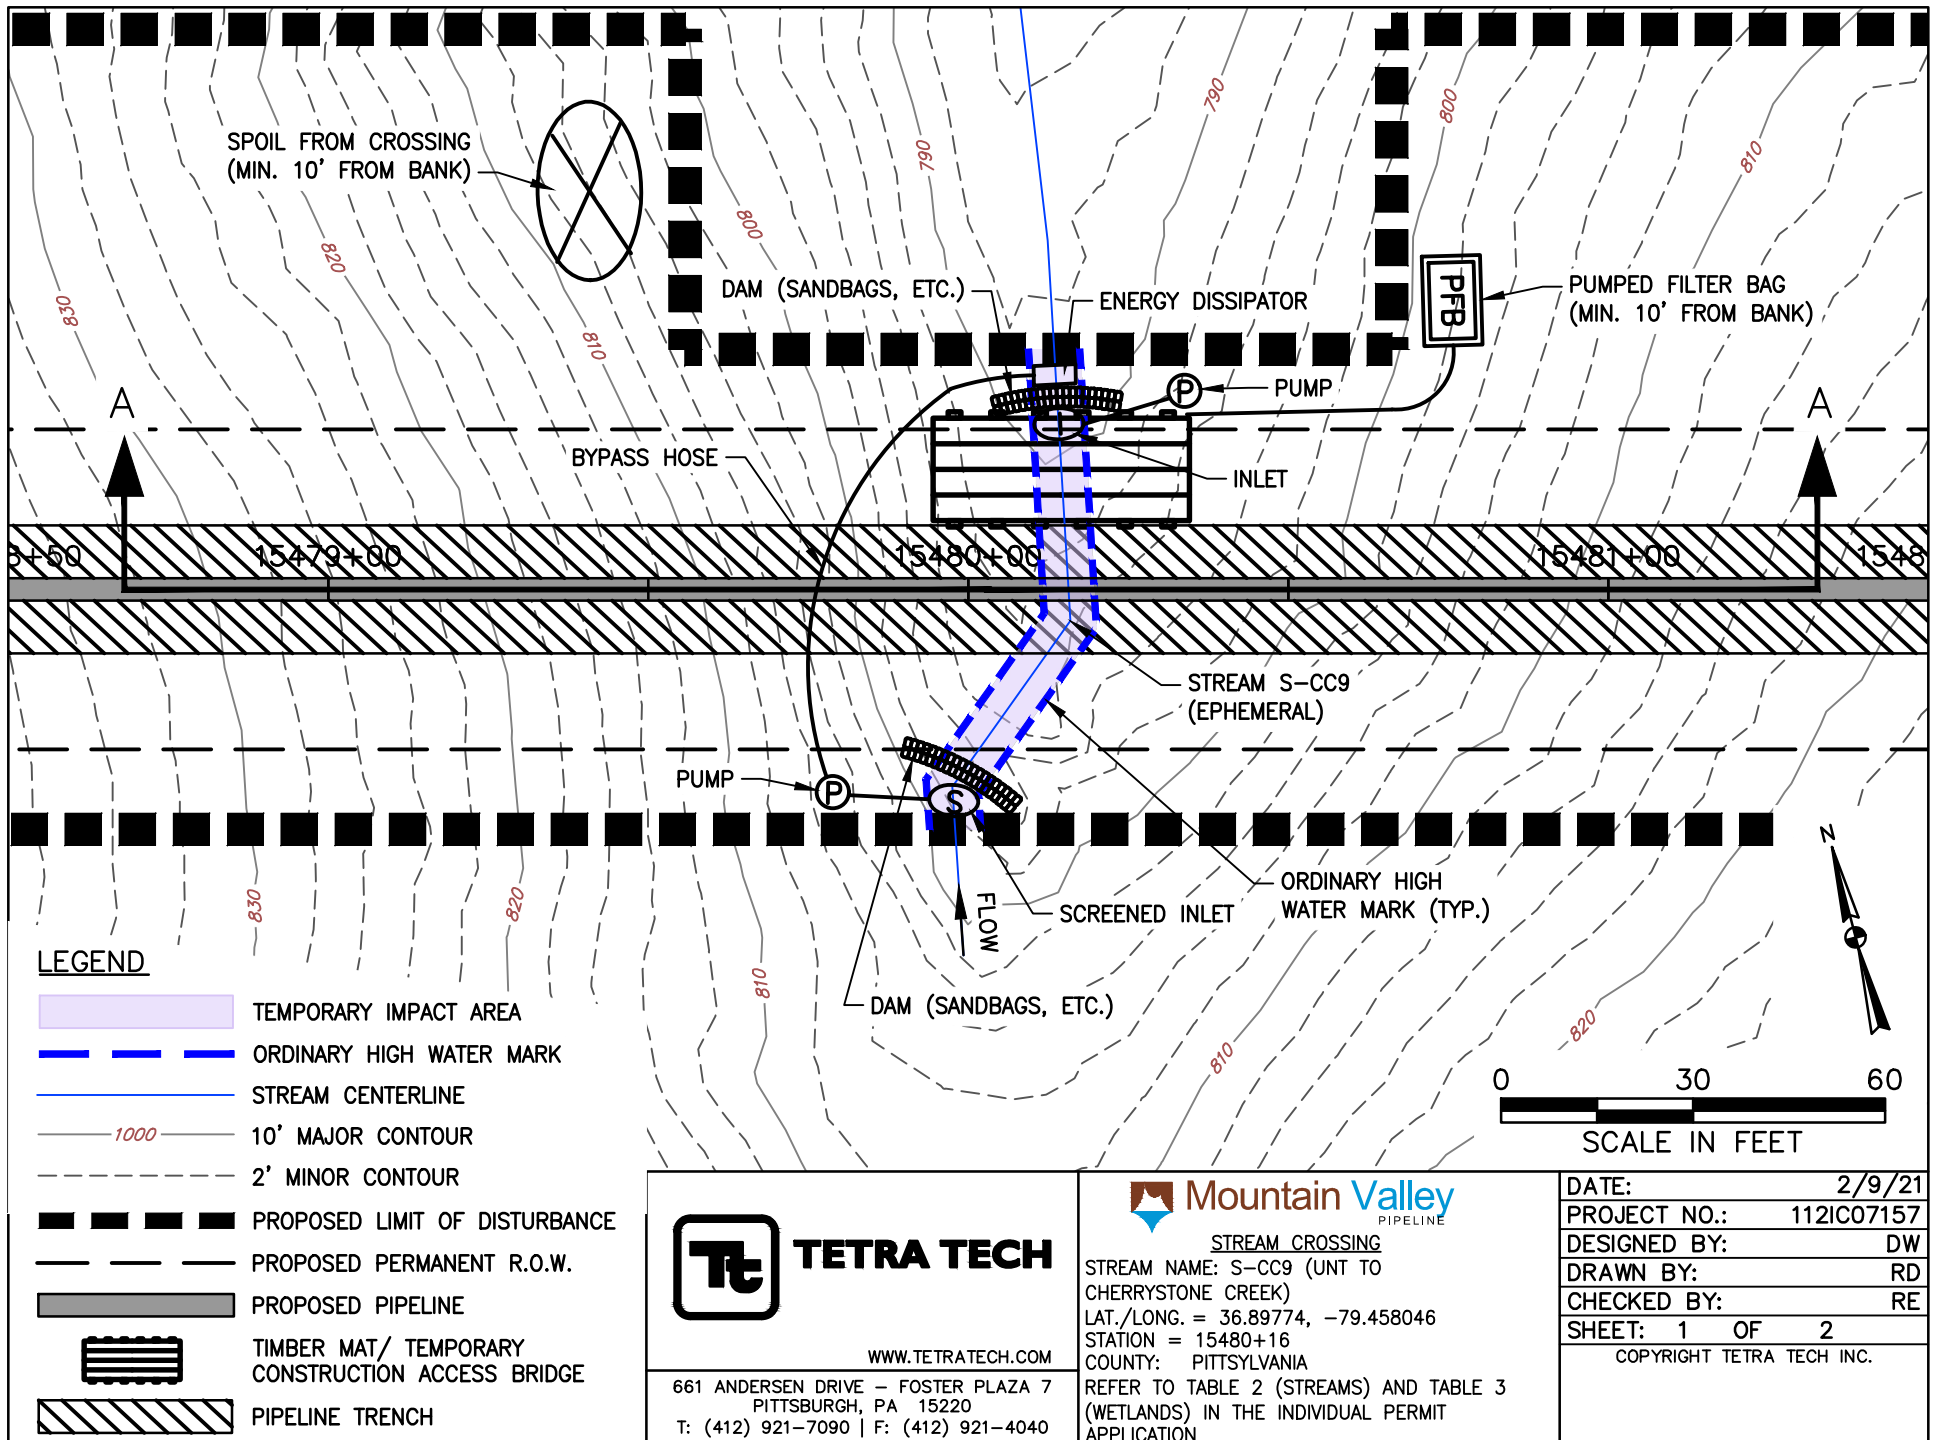 790
790
800
800
810
810
820
830
SPOIL FROM CROSSING
(MIN. 10' FROM BANK)
DAM (SANDBAGS, ETC.)
ENERGY DISSIPATOR
PFB
PUMPED FILTER BAG
(MIN. 10' FROM BANK)
P
PUMP
A
A
BYPASS HOSE
INLET
8+50
15479+00
15480+00
15481+00
1548
STREAM S-CC9
(EPHEMERAL)
PUMP
P
S
ORDINARY HIGH
WATER MARK (TYP.)
SCREENED INLET
FLOW
DAM (SANDBAGS, ETC.)
830
820
810
810
820
N
LEGEND
TEMPORARY IMPACT AREA
ORDINARY HIGH WATER MARK
STREAM CENTERLINE
1000
10' MAJOR CONTOUR
2' MINOR CONTOUR
PROPOSED LIMIT OF DISTURBANCE
PROPOSED PERMANENT R.O.W.
PROPOSED PIPELINE
TIMBER MAT/ TEMPORARY
CONSTRUCTION ACCESS BRIDGE
PIPELINE TRENCH
0 30 60
SCALE IN FEET
Tt TETRA TECH
WWW.TETRATECH.COM
661 ANDERSEN DRIVE – FOSTER PLAZA 7
PITTSBURGH, PA 15220
T: (412) 921-7090 | F: (412) 921-4040
Mountain Valley
PIPELINE
STREAM CROSSING
STREAM NAME: S-CC9 (UNT TO
CHERRYSTONE CREEK)
LAT./LONG. = 36.89774, -79.458046
STATION = 15480+16
COUNTY: PITTSYLVANIA
REFER TO TABLE 2 (STREAMS) AND TABLE 3
(WETLANDS) IN THE INDIVIDUAL PERMIT
APPLICATION
DATE: 2/9/21
PROJECT NO.: 112IC07157
DESIGNED BY: DW
DRAWN BY: RD
CHECKED BY: RE
SHEET: 1 OF 2
COPYRIGHT TETRA TECH INC.